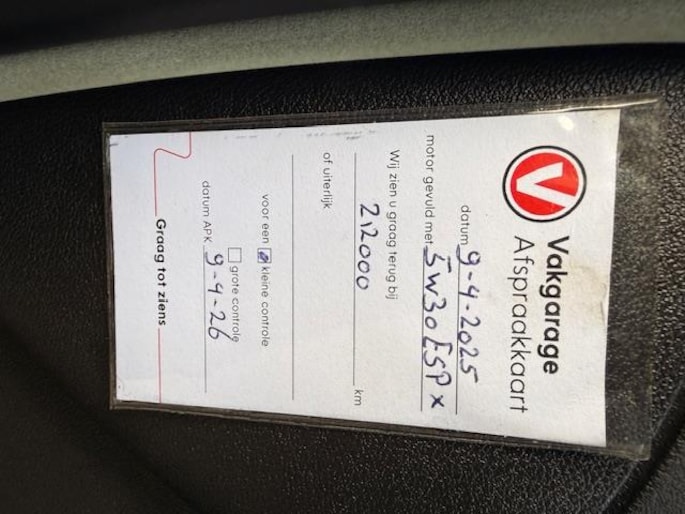 V
Vakgarage
Afspraakkaart
datum 9-4-2025
motor gevuld met 5W30 ESP x
Wij zien u graag terug bij
212000 km
of uiterlijk
voor een kleine controle
grote controle
datum APK 9-4-26
Graag tot ziens